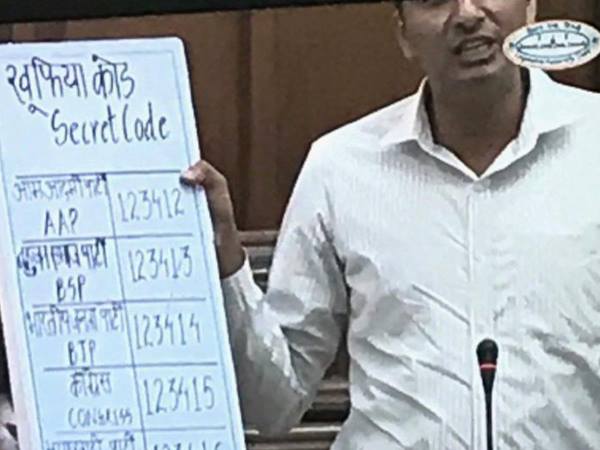 खूफिया कोड
Secret Code
आम आदमी पार्टी
AAP
123412
बहुजन समाज पार्टी
BSP
123413
भारतीय जनता पार्टी
BJP
123414
कांग्रेस
CONGRESS
123415
पार्टी